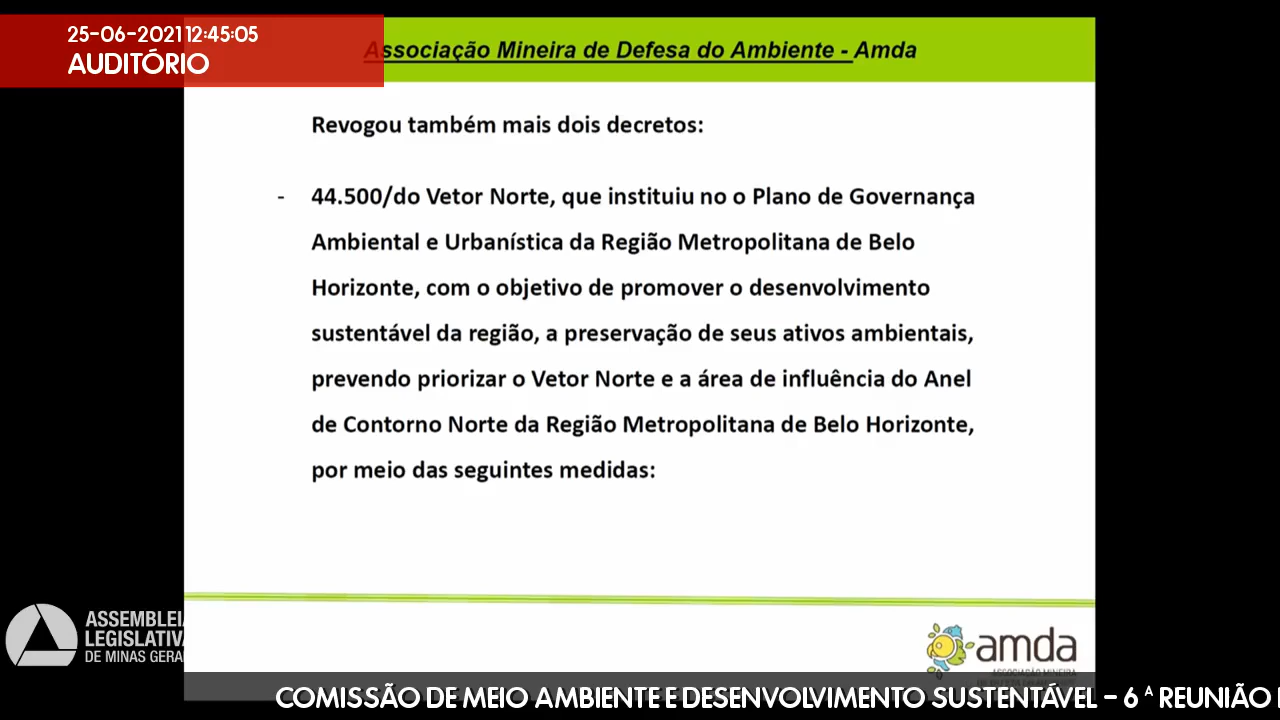 25-06-2021 12:45:05
AUDITÓRIO
Associação Mineira de Defesa do Ambiente - Amda
Revogou também mais dois decretos:
- 44.500/do Vetor Norte, que instituiu no o Plano de Governança
Ambiental e Urbanística da Região Metropolitana de Belo
Horizonte, com o objetivo de promover o desenvolvimento
sustentável da região, a preservação de seus ativos ambientais,
prevendo priorizar o Vetor Norte e a área de influência do Anel
de Contorno Norte da Região Metropolitana de Belo Horizonte,
por meio das seguintes medidas:
ASSEMBLEIA
LEGISLATIVA
DE MINAS GERAI
amda
ASSOCIAÇÃO MINEIRA
COMISSÃO DE MEIO AMBIENTE E DESENVOLVIMENTO SUSTENTÁVEL - 6 ª REUNIÃO